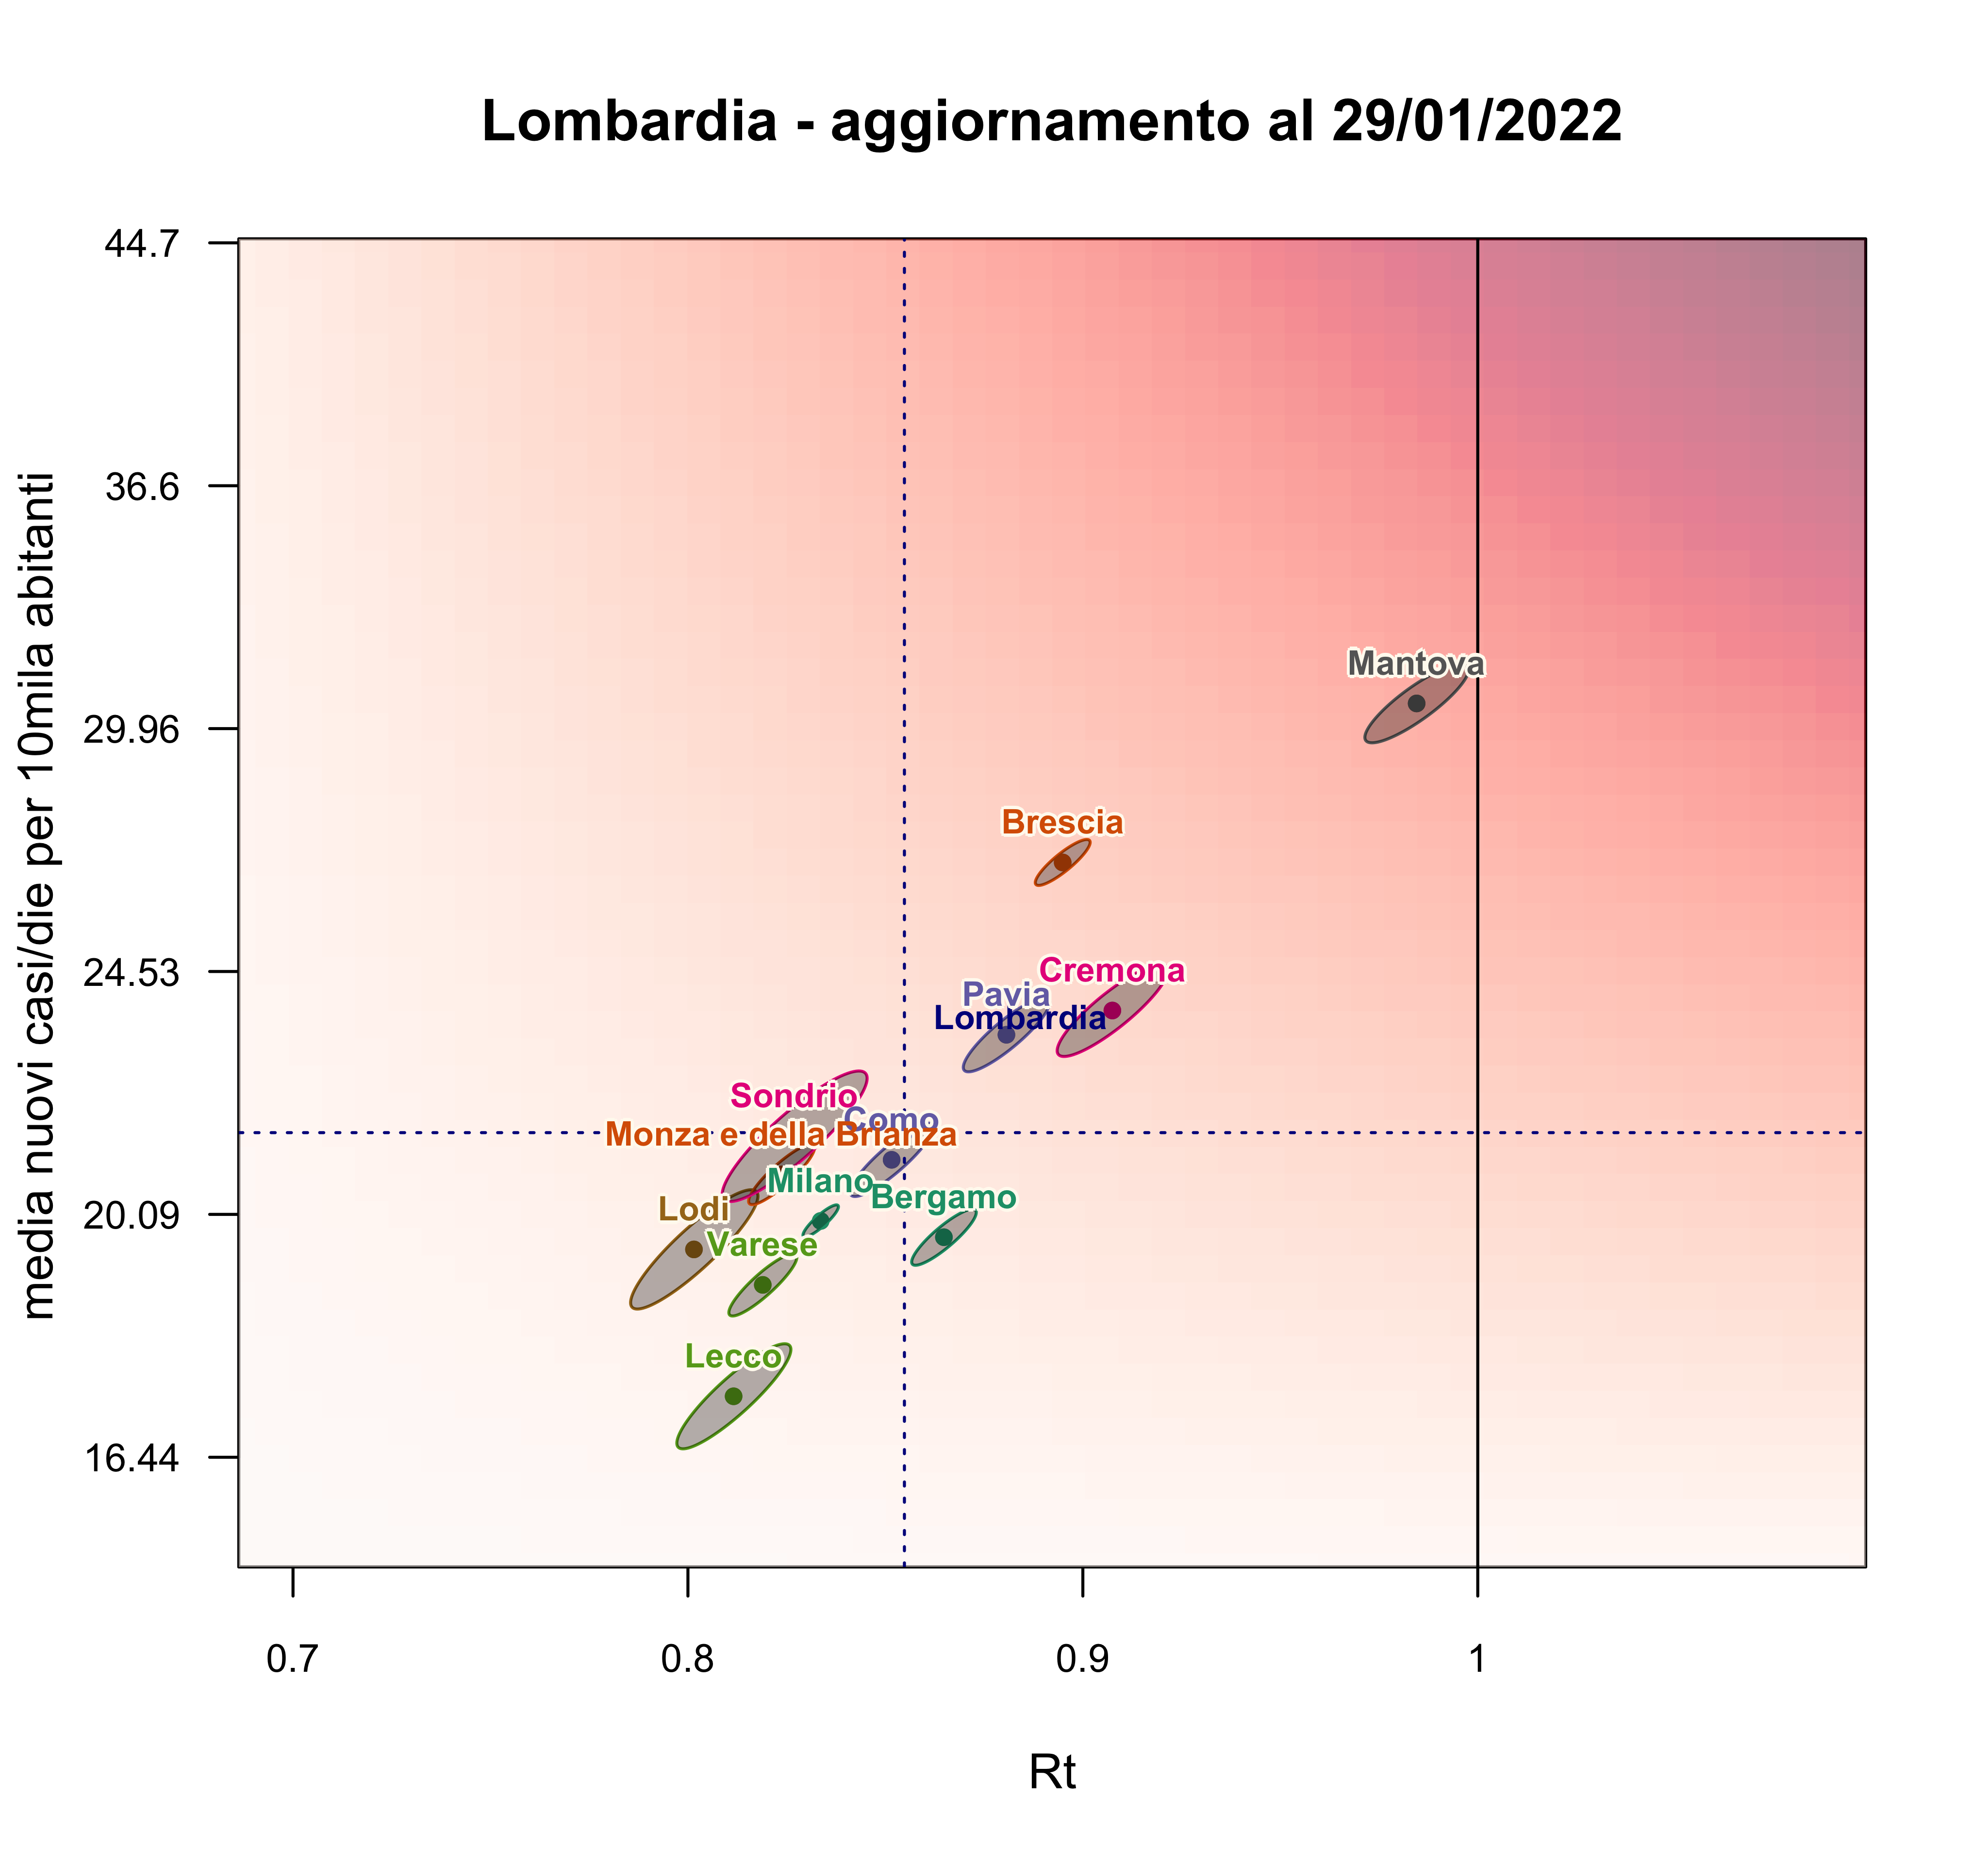 Lombardia - aggiornamento al 29/01/2022
media nuovi casi/die per 10mila abitanti
44.7
36.6
29.96
24.53
20.09
16.44
Mantova
Brescia
Cremona
Pavia
Lombardia
Sondrio
Como
Monza e della Brianza
Milano
Bergamo
Lodi
Varese
Lecco
0.7
0.8
0.9
1
Rt